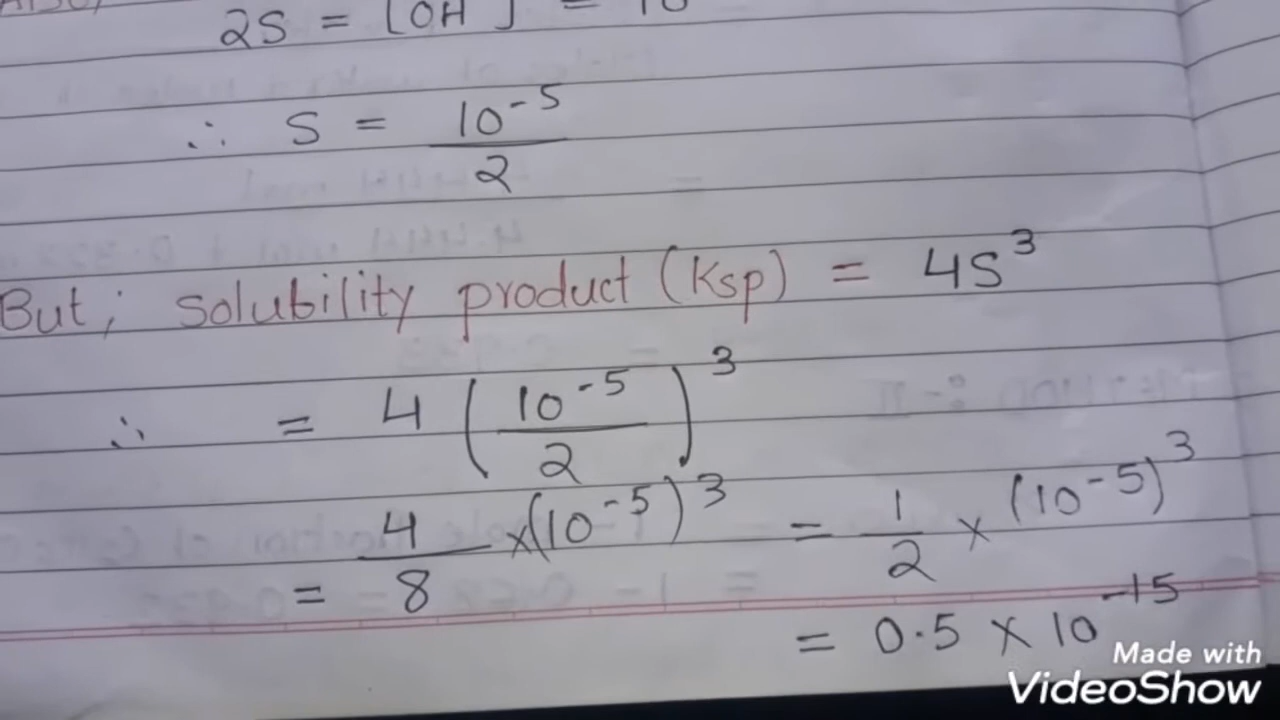 2S = [OH ] = 10
∴ S = 10⁻⁵/2
But; solubility product (Ksp) = 4S³
∴ = 4 (10⁻⁵/2)³
= 4/8 ×(10⁻⁵)³ = 1/2 × (10⁻⁵)³
= 0.5 × 10⁻¹⁵
Made with
VideoShow